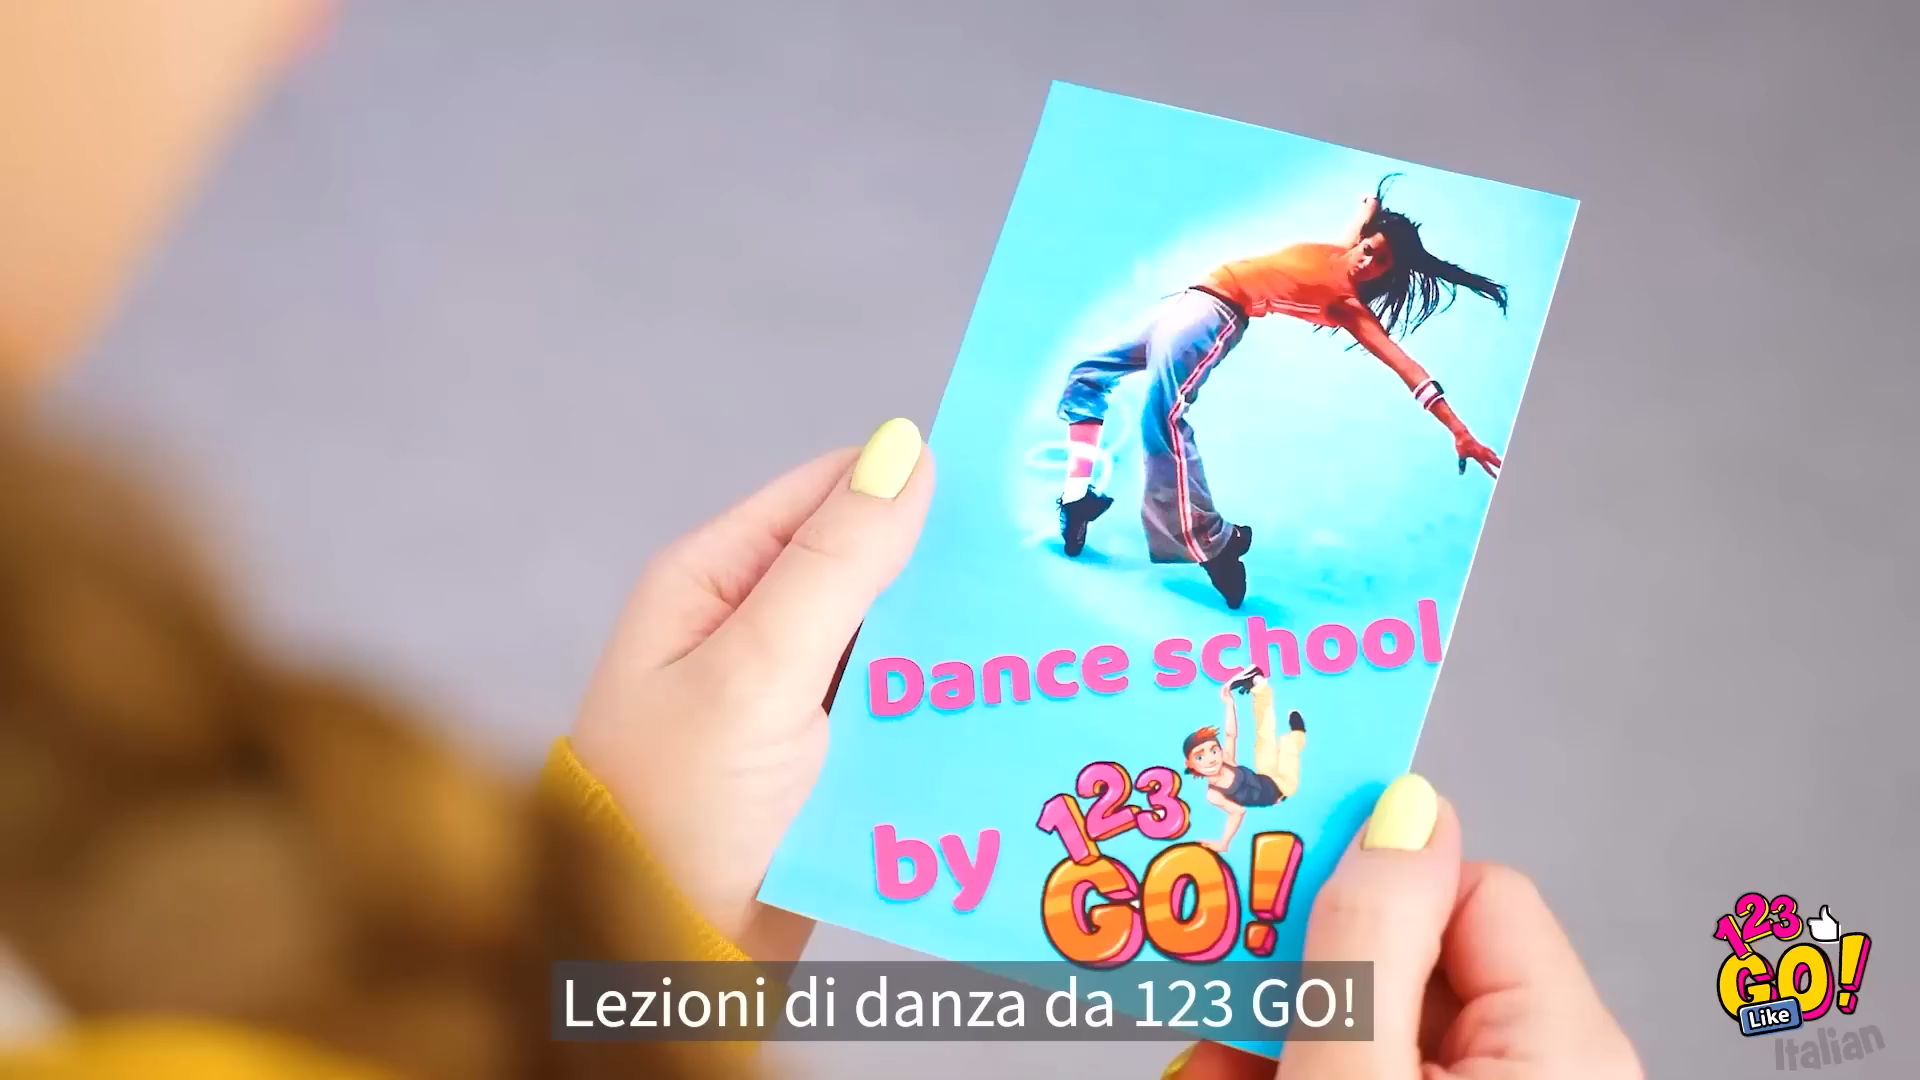 Dance school
by 123
GO!
Lezioni di danza da 123 GO!
123
GO!
Like
Italian